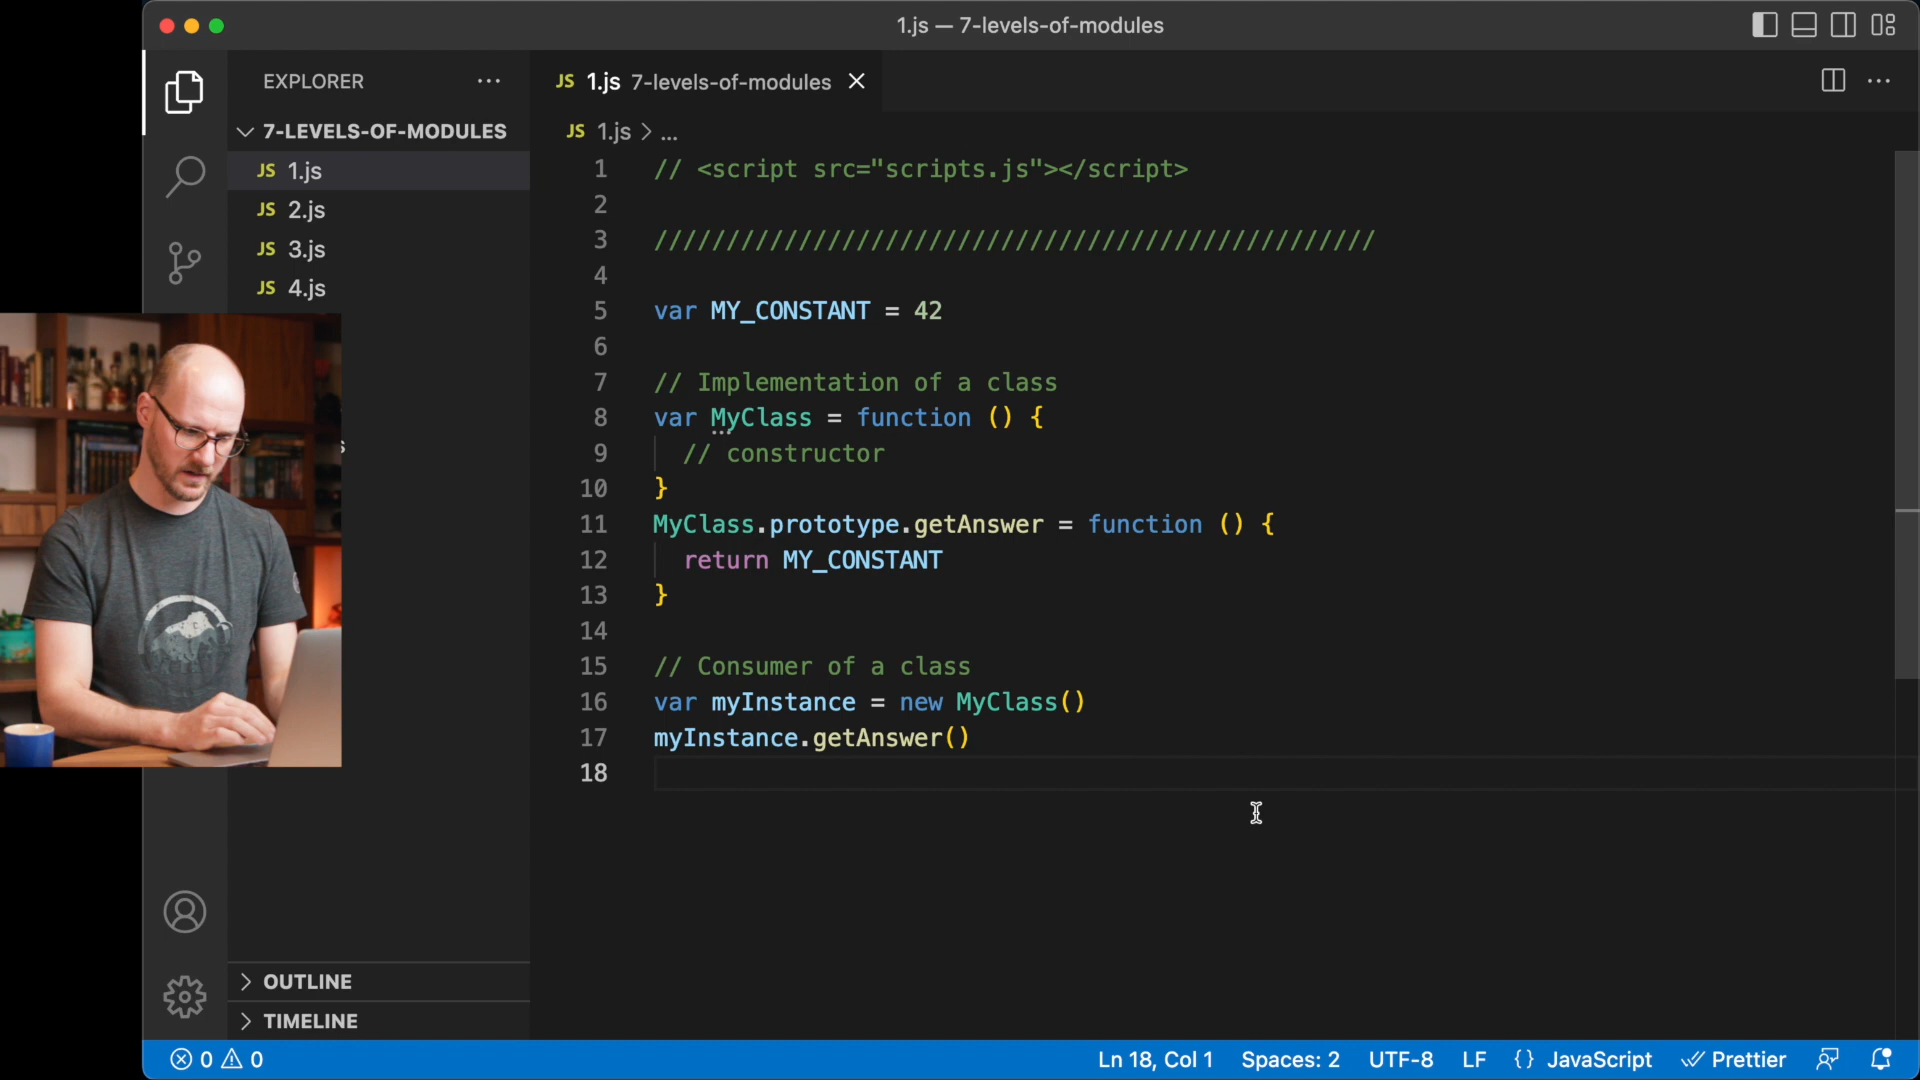 1.js — 7-levels-of-modules
EXPLORER
7-LEVELS-OF-MODULES
JS 1.js
JS 2.js
JS 3.js
JS 4.js
OUTLINE
TIMELINE
JS 1.js 7-levels-of-modules
JS 1.js > ...
1 // <script src="scripts.js"></script>
2
3 //////////////////////////////////////////////////
4
5 var MY_CONSTANT = 42
6
7 // Implementation of a class
8 var MyClass = function () {
9 // constructor
10 }
11 MyClass.prototype.getAnswer = function () {
12 return MY_CONSTANT
13 }
14
15 // Consumer of a class
16 var myInstance = new MyClass()
17 myInstance.getAnswer()
18
0 0 Ln 18, Col 1 Spaces: 2 UTF-8 LF {} JavaScript Prettier